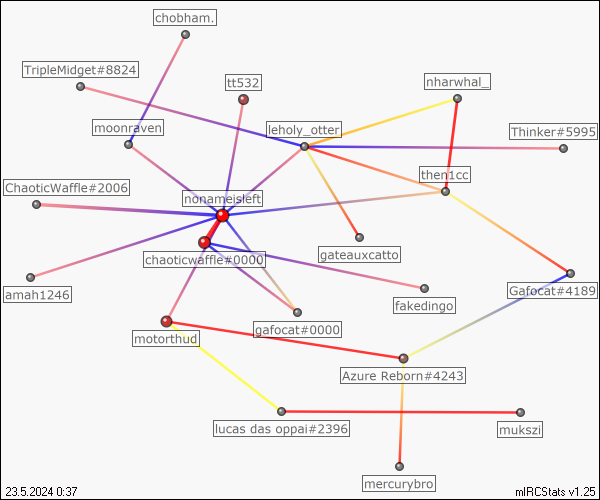 chobham.
TripleMidget#8824
tt532
nharwhal_
moonraven
leholy_otter
Thinker#5995
then1cc
ChaoticWaffle#2006
nonameisleft
chaoticwaffle#0000
gateauxcatto
amah1246
Gafocat#4189
fakedingo
gafocat#0000
motorthud
Azure Reborn#4243
lucas das oppai#2396
mukszi
mercurybro
23.5.2024 0:37
mIRCStats v1.25